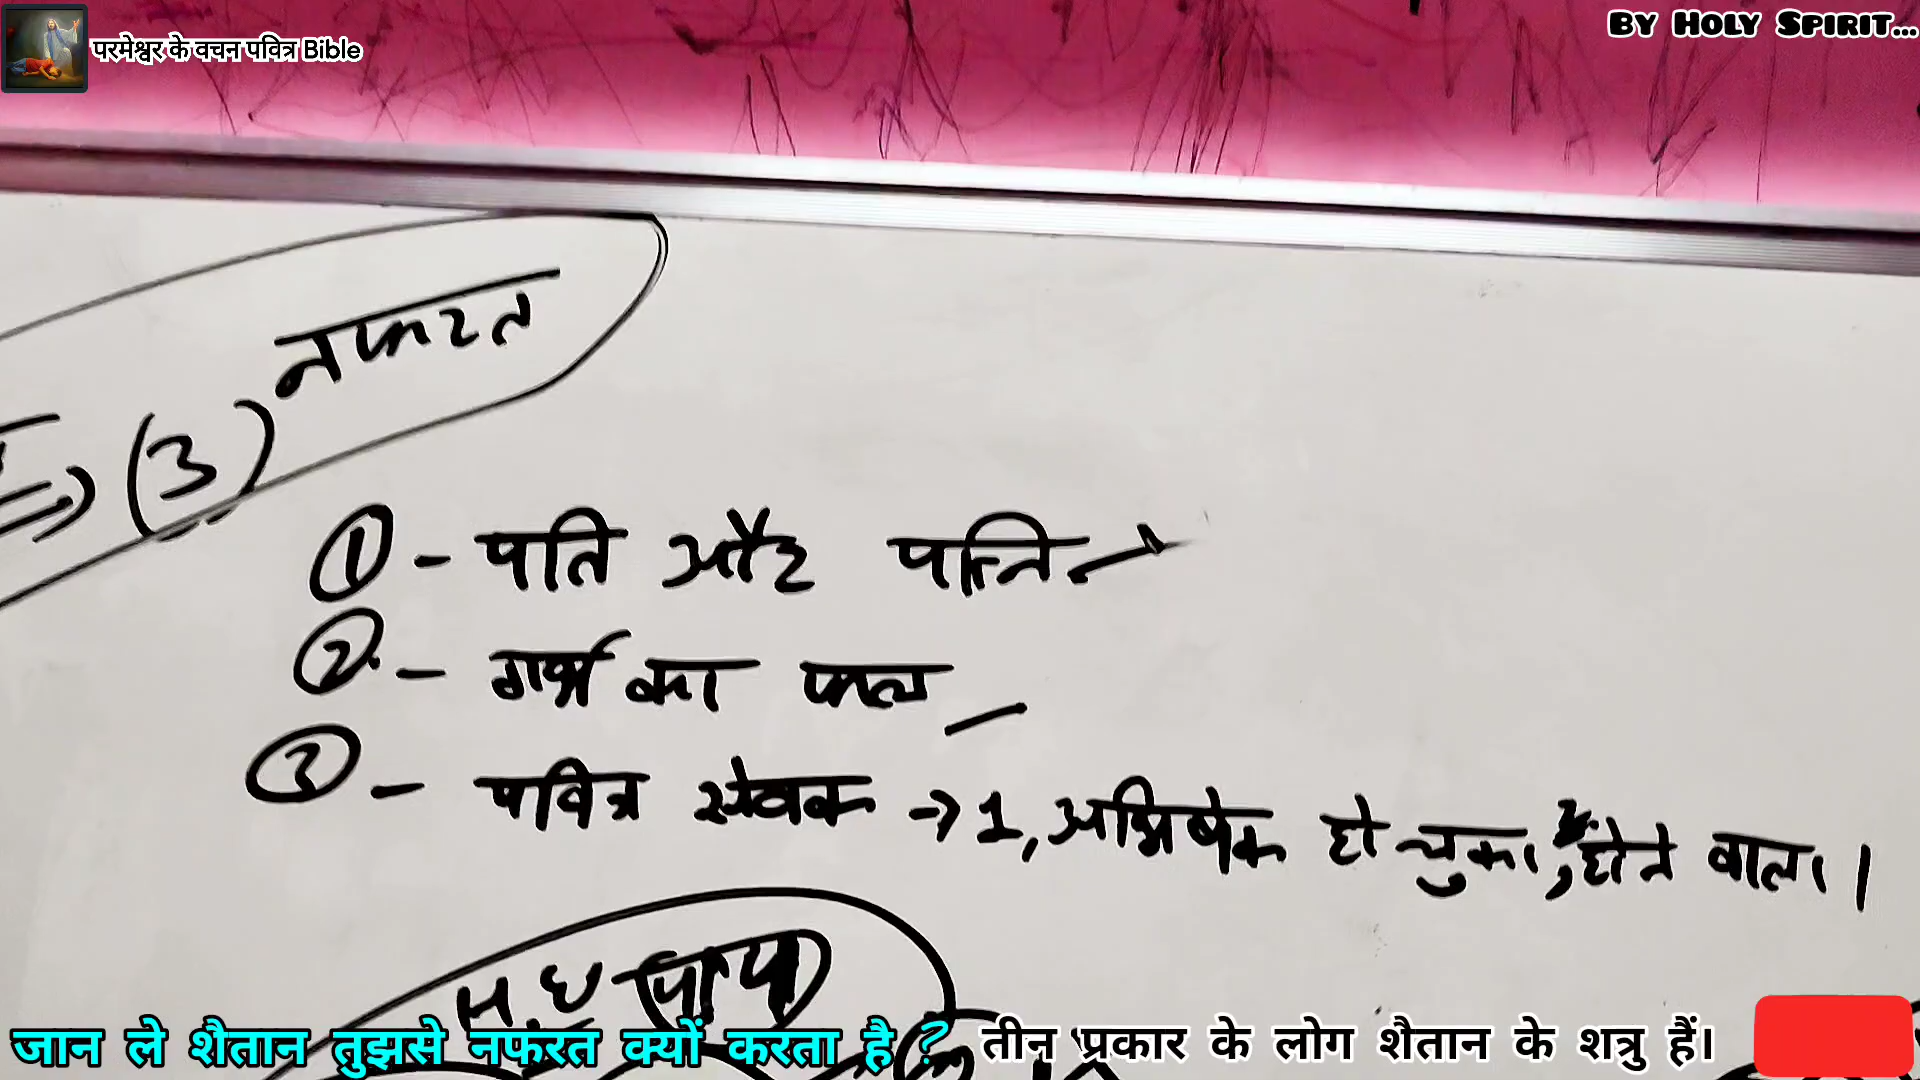 By Holy Spirit...
परमेश्वर के वचन पवित्र Bible
नफरत
⇒ (3)
① - पति और पत्नि
② - गर्भ का फल
③ - पवित्र सेवक → 1, अभिषेक हो चुका, होने वाला।
जान ले शैतान तुझसे नफरत क्यों करता है ? तीन प्रकार के लोग शैतान के शत्रु हैं।